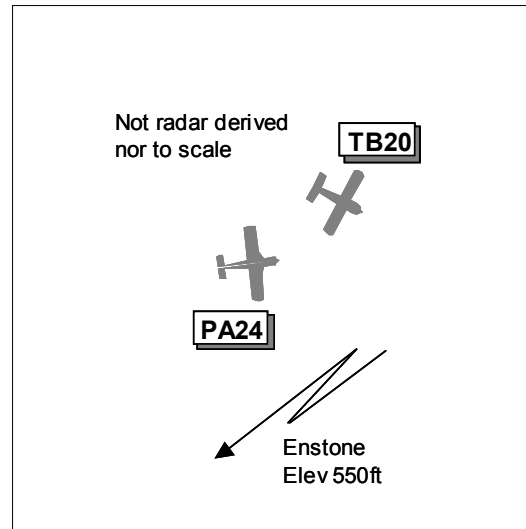 Not radar derived
nor to scale
TB20
PA24
Enstone
Elev 550ft